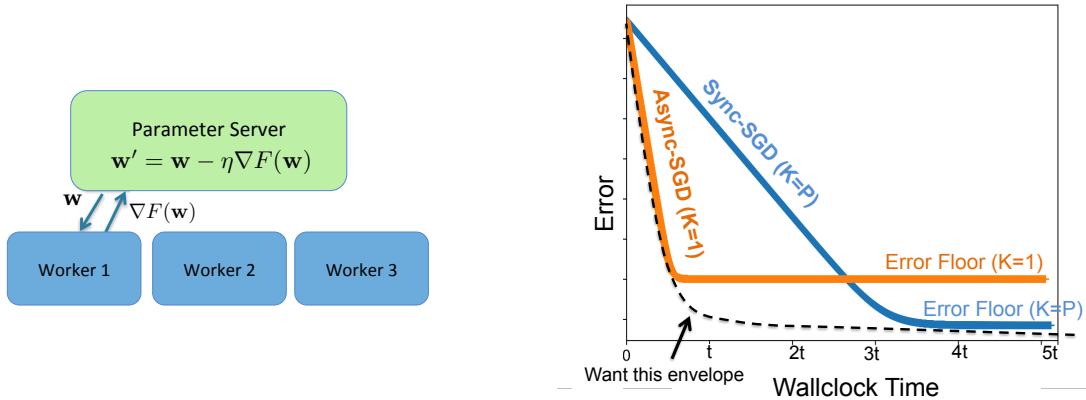 Parameter Server
w′ = w − η∇F(w)
w
∇F(w)
Worker 1
Worker 2
Worker 3
Error
Async-SGD (K=1)
Sync-SGD (K=P)
Error Floor (K=1)
Error Floor (K=P)
0
t
2t
3t
4t
5t
Want this envelope
Wallclock Time